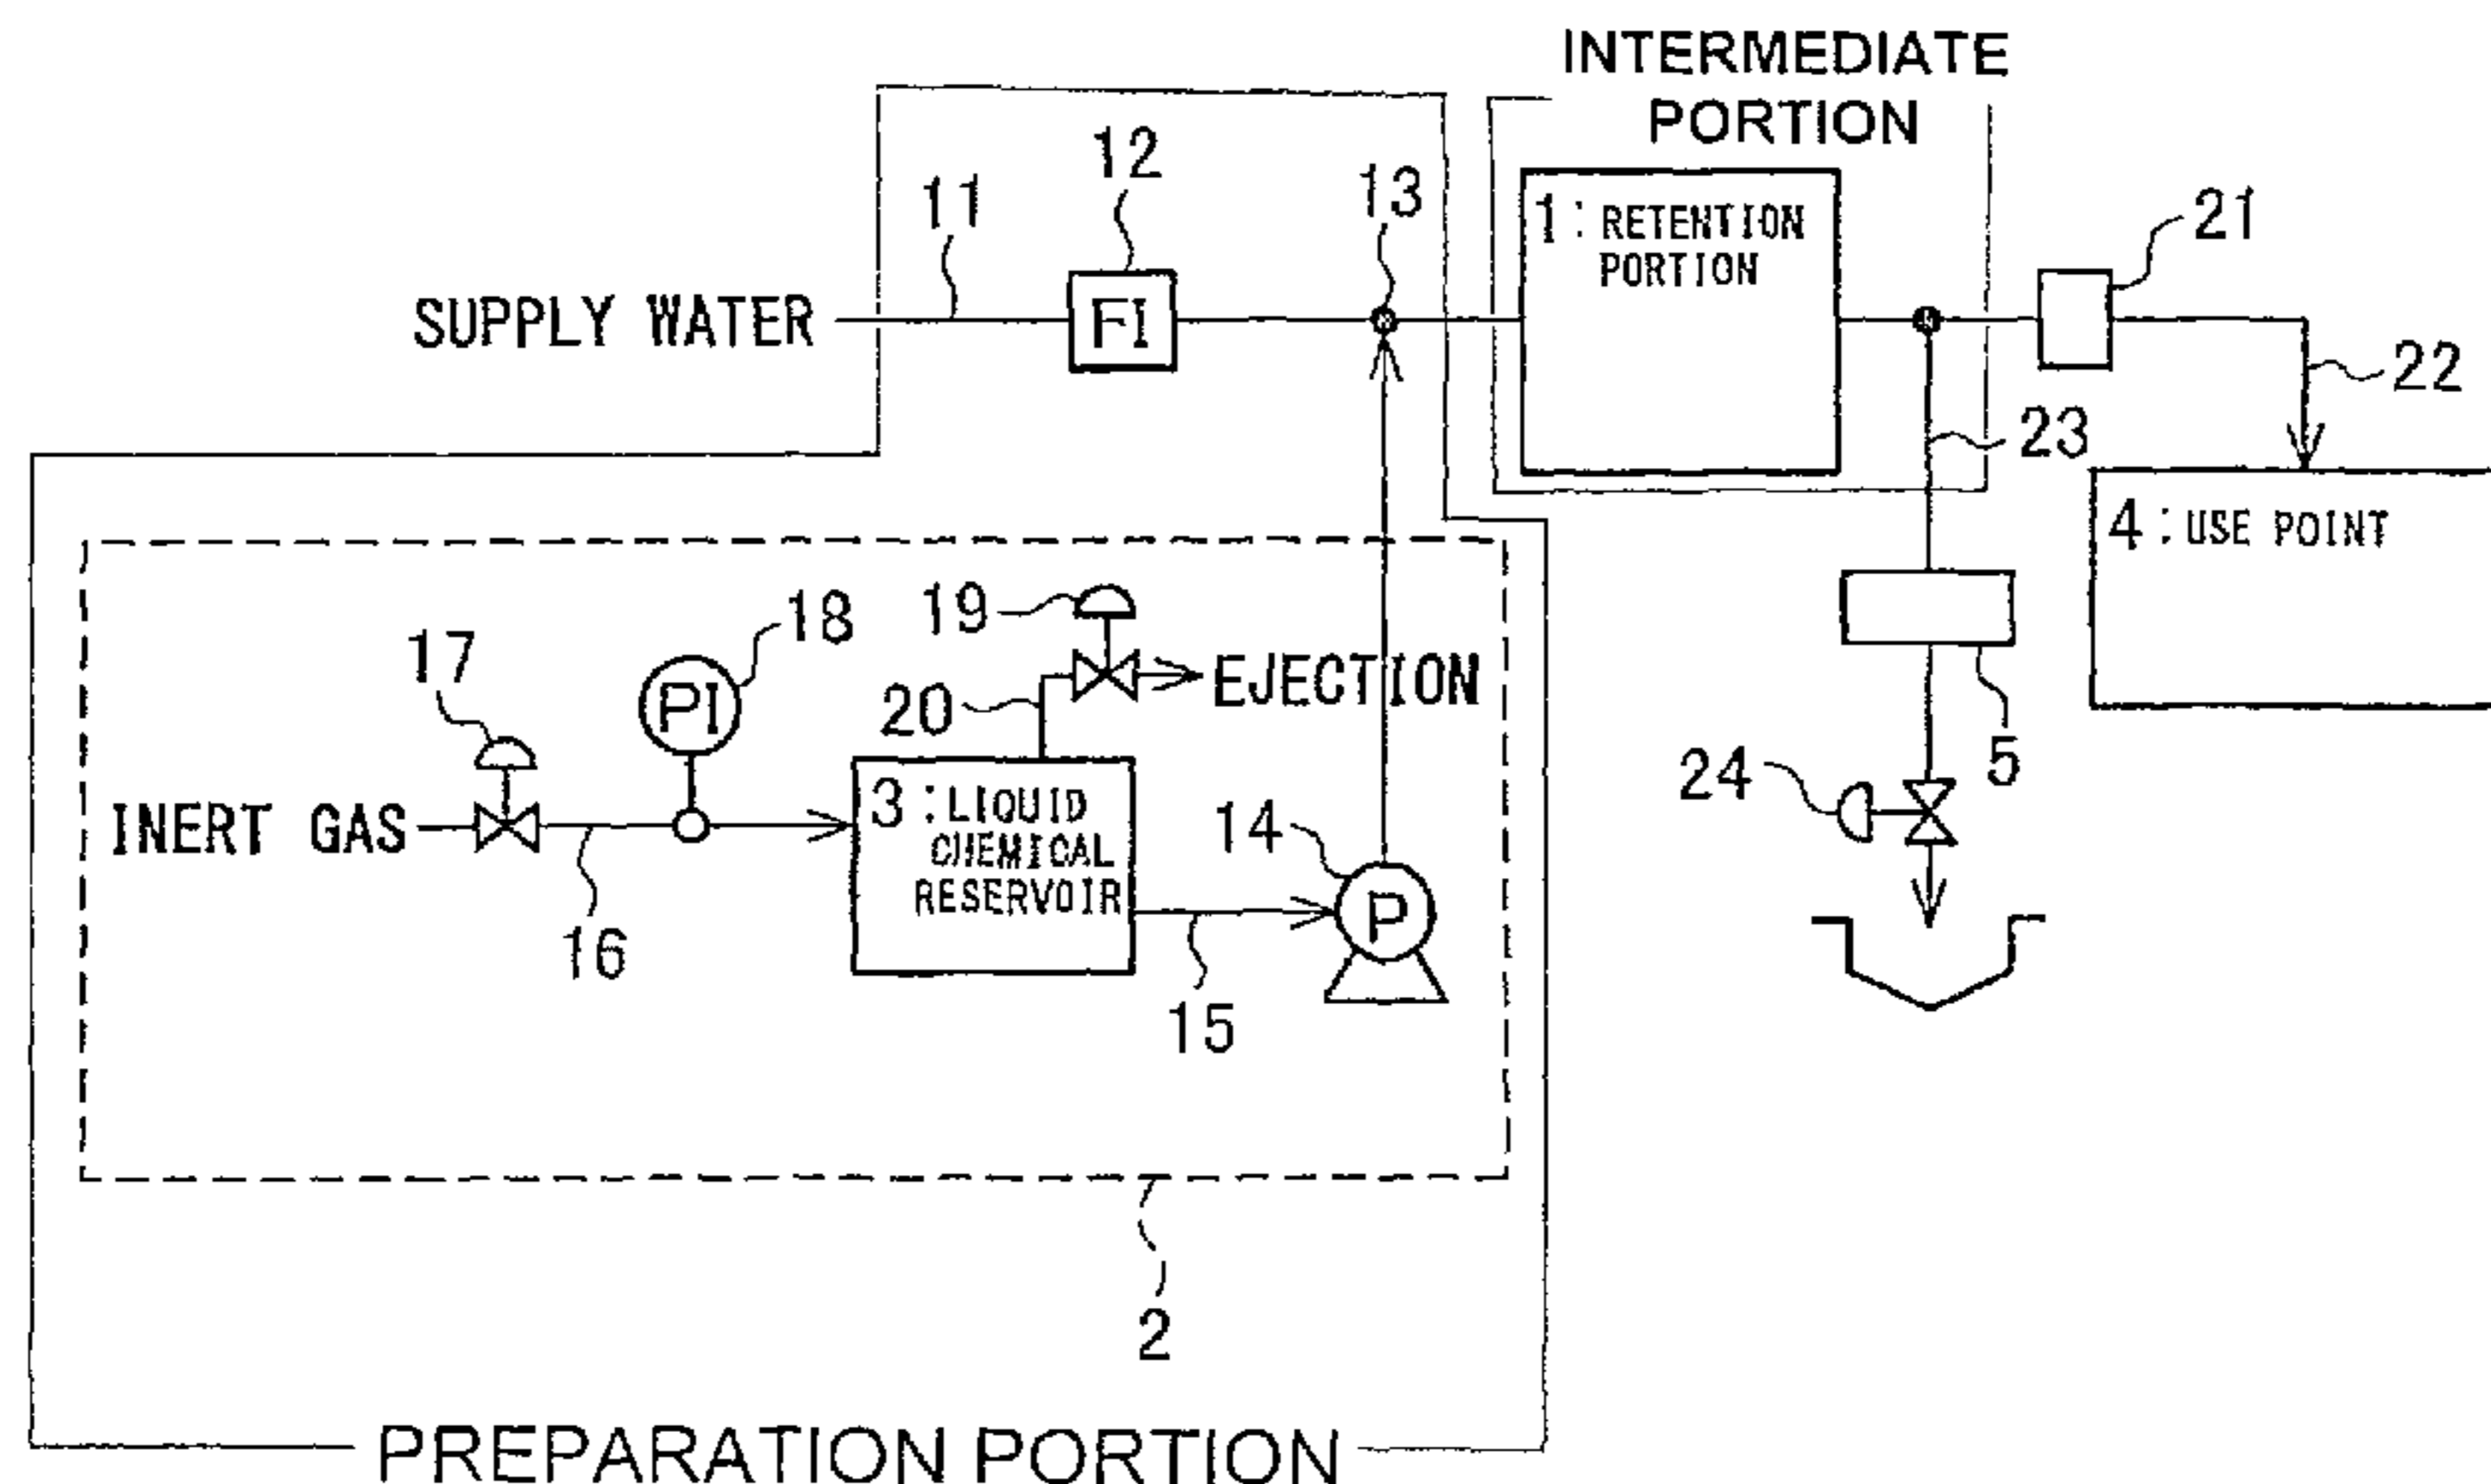 INTERMEDIATE
PORTION
12
13
11
1: RETENTION
PORTION
21
SUPPLY WATER
FI
22
23
4: USE POINT
19
18
17
PI
20
EJECTION
5
24
INERT GAS
3: LIQUID
CHEMICAL
RESERVOIR
14
P
16
15
2
PREPARATION PORTION